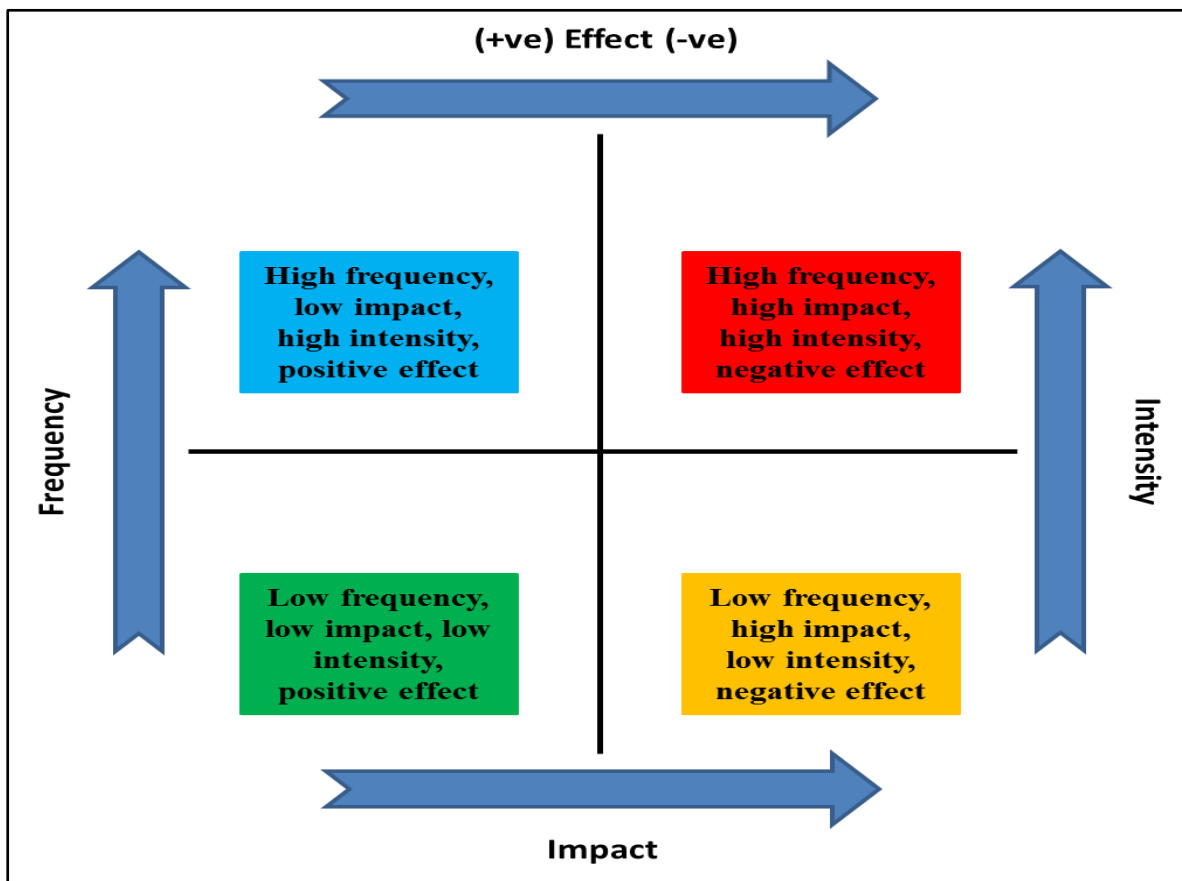 (+ve) Effect (-ve)
High frequency,
low impact,
high intensity,
positive effect
High frequency,
high impact,
high intensity,
negative effect
Frequency
Intensity
Low frequency,
low impact, low
intensity,
positive effect
Low frequency,
high impact,
low intensity,
negative effect
Impact